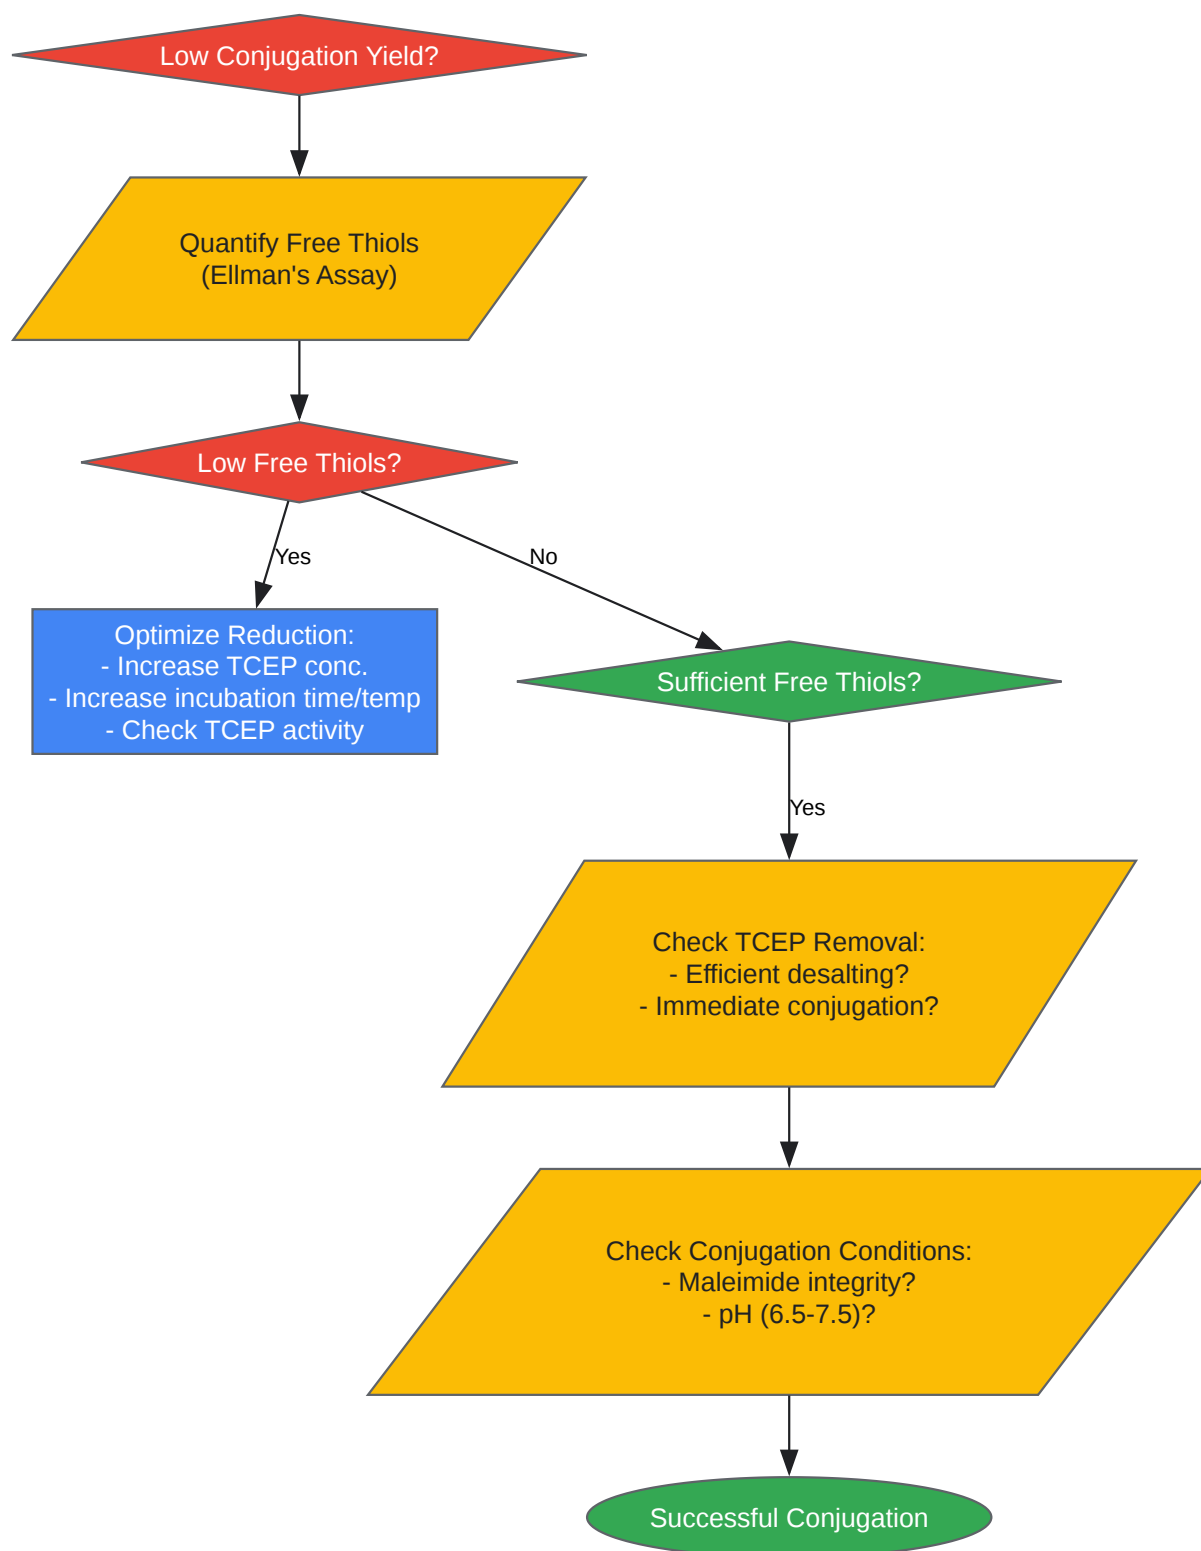 Low Conjugation Yield?
Quantify Free Thiols
(Ellman's Assay)
Low Free Thiols?
Yes
No
Optimize Reduction:
- Increase TCEP conc.
- Increase incubation time/temp
- Check TCEP activity
Sufficient Free Thiols?
Yes
Check TCEP Removal:
- Efficient desalting?
- Immediate conjugation?
Check Conjugation Conditions:
- Maleimide integrity?
- pH (6.5-7.5)?
Successful Conjugation